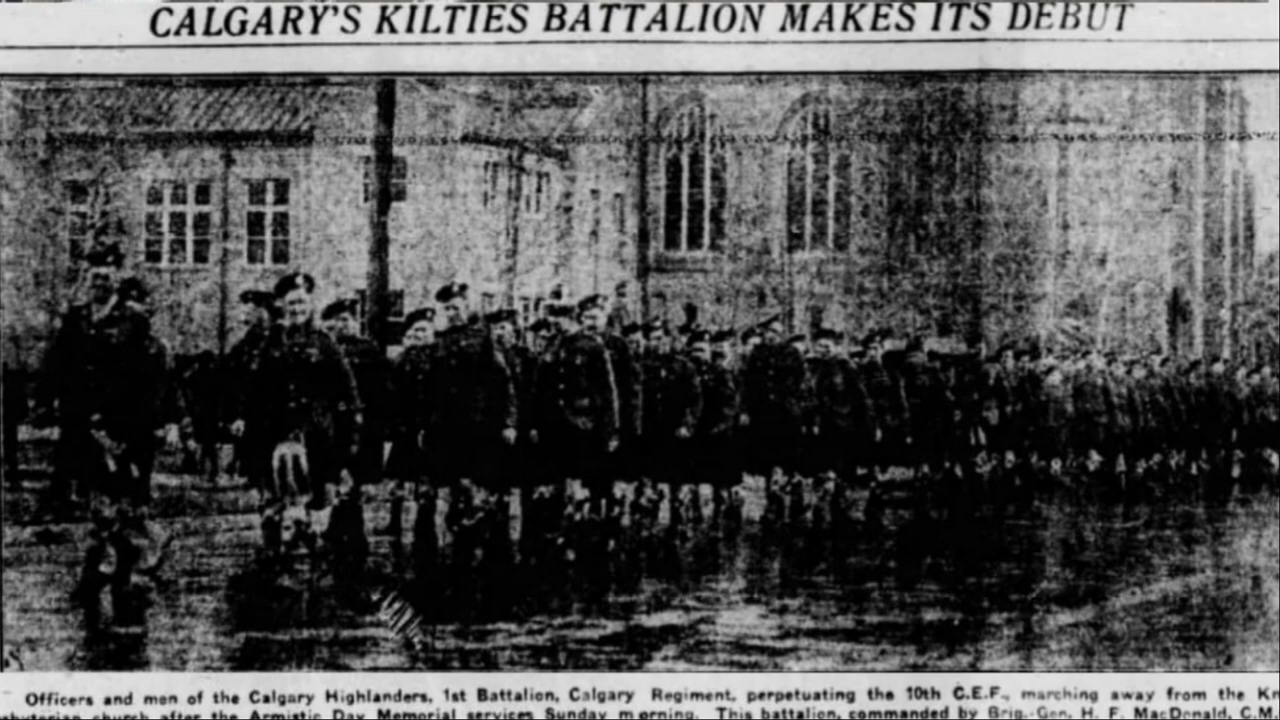 CALGARY'S KILTIES BATTALION MAKES ITS DEBUT
Officers and men of the Calgary Highlanders, 1st Battalion, Calgary Regiment, perpetuating the 10th C.E.F., marching away from the Kn
sbyterian church after the Armistic Day Memorial services Sunday morning. This battalion, commanded by Brig.-Gen. H. F. MacDonald, C.M.